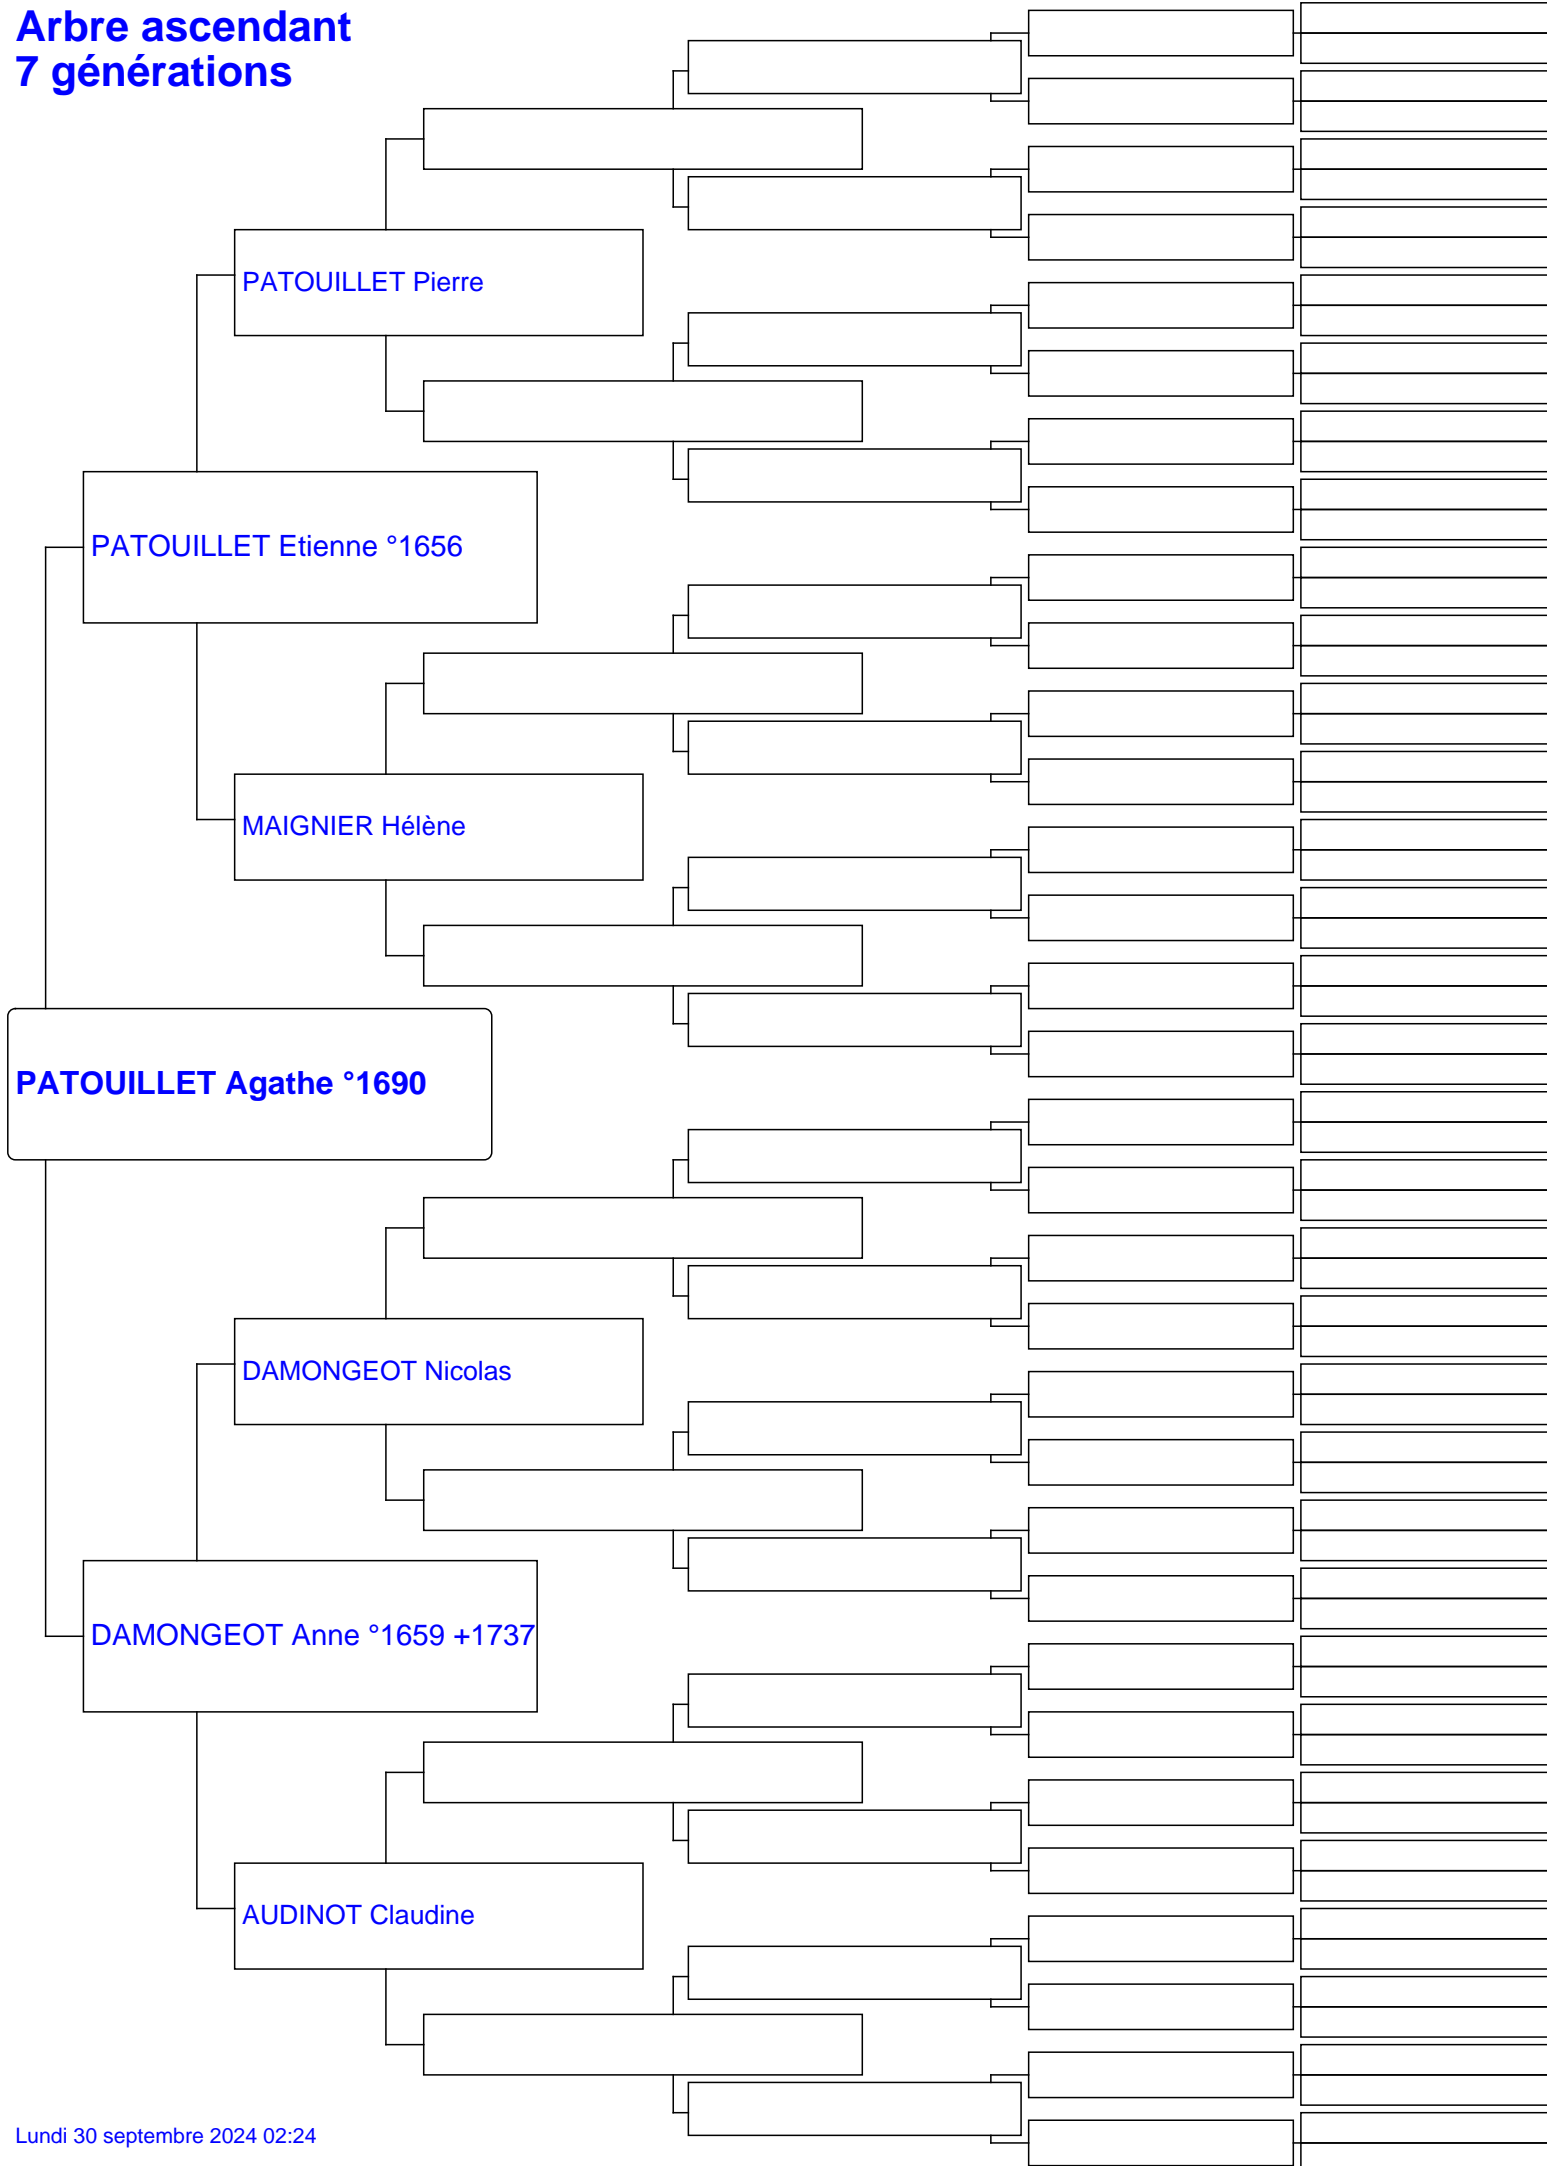 Arbre ascendant
7 générations
PATOUILLET Pierre
PATOUILLET Etienne °1656
MAIGNIER Hélène
PATOUILLET Agathe °1690
DAMONGEOT Nicolas
DAMONGEOT Anne °1659 +1737
AUDINOT Claudine
Lundi 30 septembre 2024 02:24